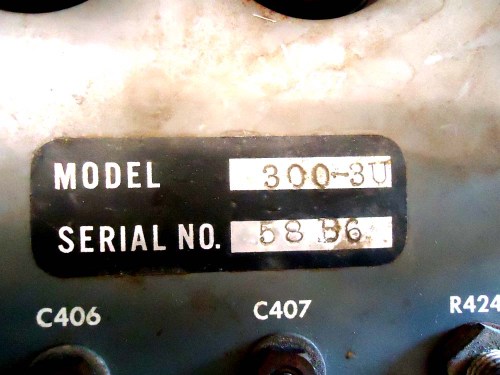 MODEL 300-3U
SERIAL NO. 58 B6
C406 C407 R424